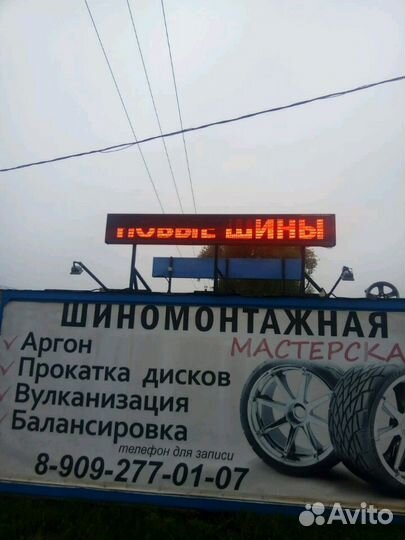 НОВЫЕ ШИНЫ
ШИНОМОНТАЖНАЯ
МАСТЕРСКА
Аргон
Прокатка дисков
Вулканизация
Балансировка
телефон для записи
8-909-277-01-07
Avito